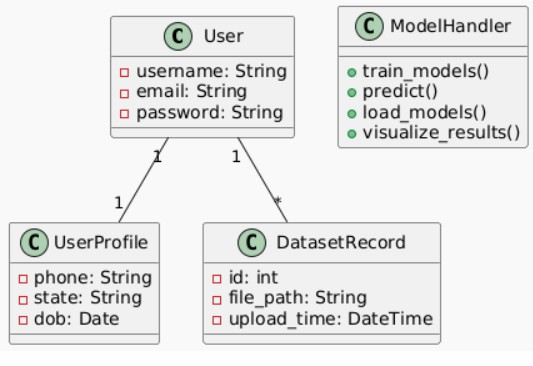 C User
username: String
email: String
password: String
C ModelHandler
train_models()
predict()
load_models()
visualize_results()
1
1
1
*
C UserProfile
phone: String
state: String
dob: Date
C DatasetRecord
id: int
file_path: String
upload_time: DateTime